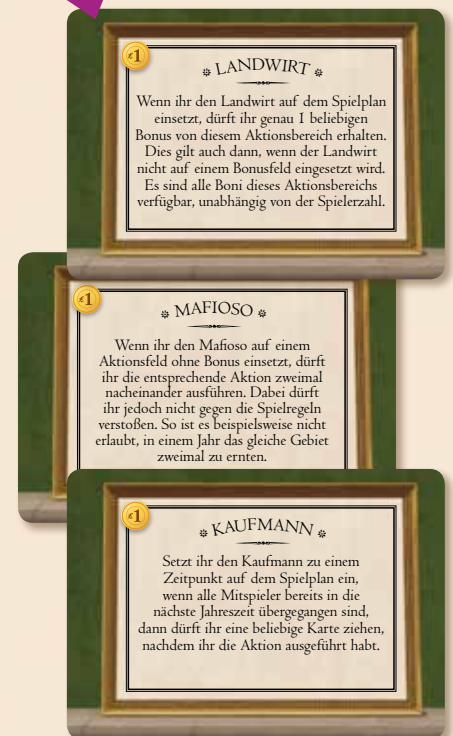 1
LANDWIRT
Wenn ihr den Landwirt auf dem Spielplan
einsetzt, dürft ihr genau 1 beliebigen
Bonus von diesem Aktionsbereich erhalten.
Dies gilt auch dann, wenn der Landwirt
nicht auf einem Bonusfeld eingesetzt wird.
Es sind alle Boni dieses Aktionsbereichs
verfügbar, unabhängig von der Spielerzahl.
1
MAFIOSO
Wenn ihr den Mafioso auf einem
Aktionsfeld ohne Bonus einsetzt, dürft
ihr die entsprechende Aktion zweimal
nacheinander ausführen. Dabei dürft
ihr jedoch nicht gegen die Spielregeln
verstoßen. So ist es beispielsweise nicht
erlaubt, in einem Jahr das gleiche Gebiet
zweimal zu ernten.
1
KAUFMANN
Setzt ihr den Kaufmann zu einem
Zeitpunkt auf dem Spielplan ein,
wenn alle Mitspieler bereits in die
nächste Jahreszeit übergegangen sind,
dann dürft ihr eine beliebige Karte ziehen,
nachdem ihr die Aktion ausgeführt habt.